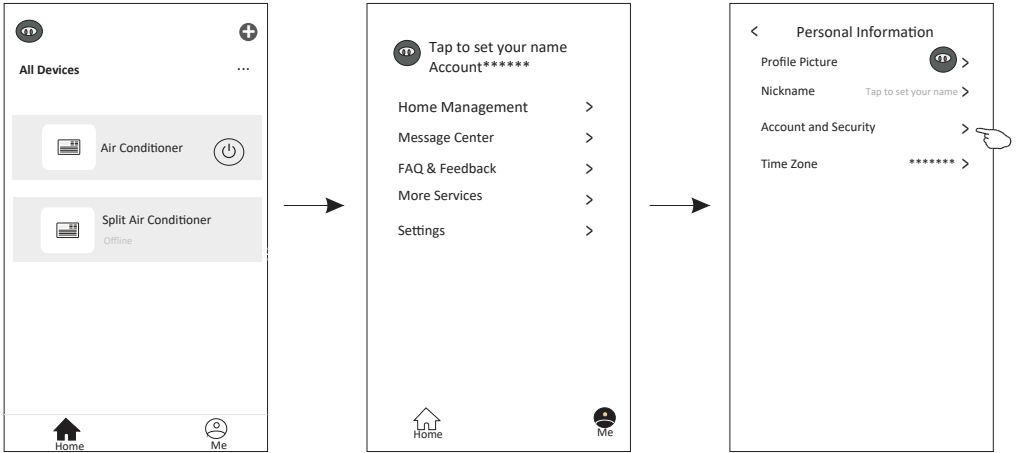 All Devices ...
Air Conditioner
Split Air Conditioner
Offline
Home
Me
Tap to set your name
Account******
Home Management >
Message Center >
FAQ & Feedback >
More Services >
Settings >
Home
Me
< Personal Information
Profile Picture >
Nickname Tap to set your name >
Account and Security >
Time Zone ******* >